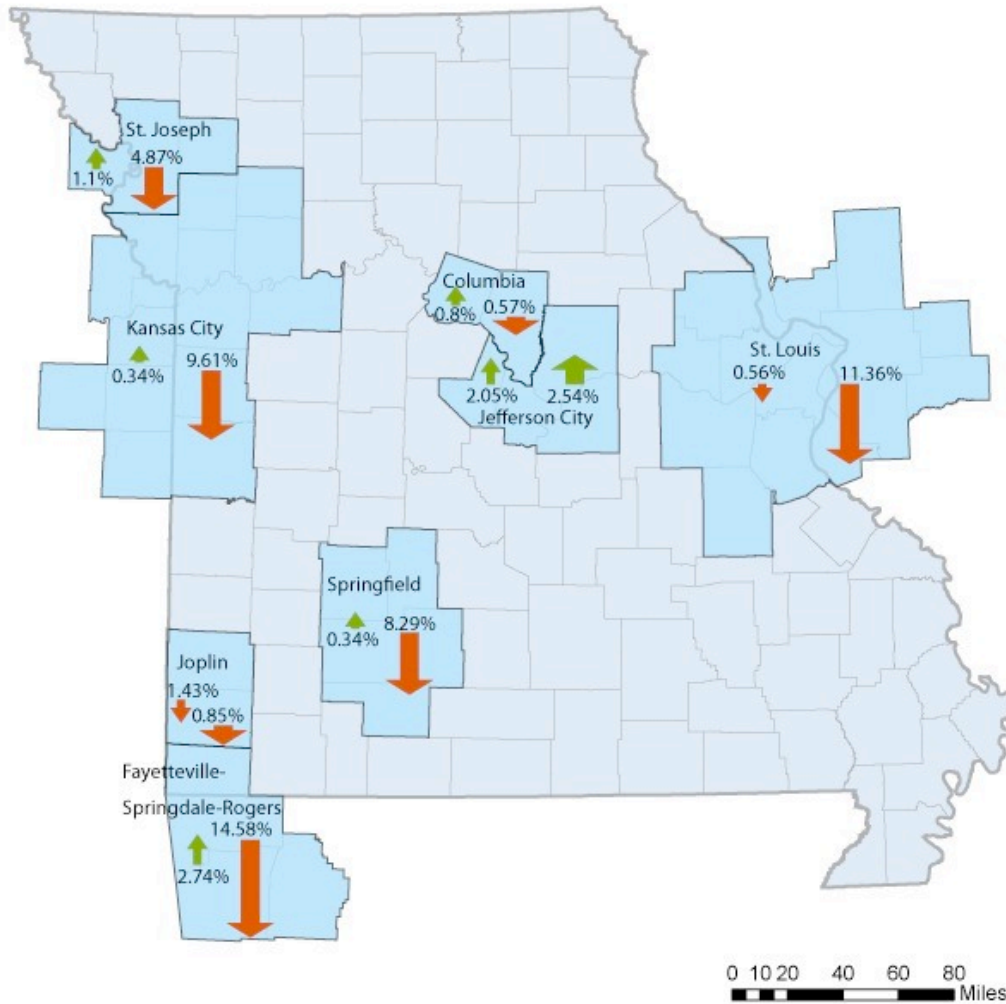 St. Joseph
4.87%
1.1%
Columbia
0.8%
0.57%
Kansas City
9.61%
0.34%
2.05%
2.54%
Jefferson City
St. Louis
0.56%
11.36%
Springfield
8.29%
0.34%
Joplin
1.43%
0.85%
Fayetteville-
Springdale-Rogers
14.58%
2.74%
0 10 20 40 60 80
Miles